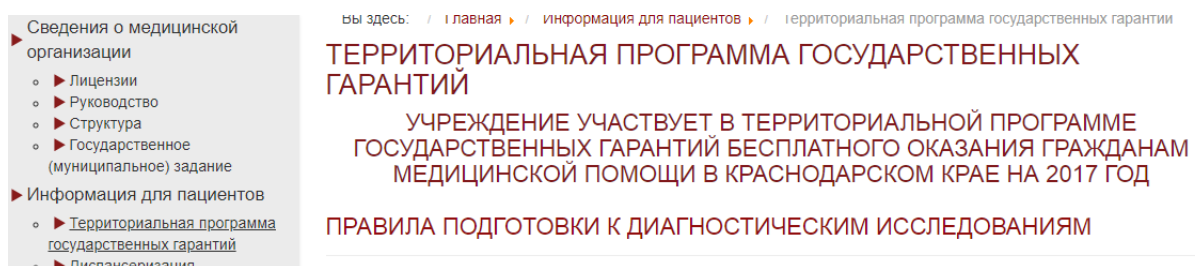 Сведения о медицинской
организации
Лицензии
Руководство
Структура
Государственное
(муниципальное) задание
Информация для пациентов
Территориальная программа
государственных гарантий
Диспансеризация
Вы здесь: / Главная / Информация для пациентов / Территориальная программа государственных гарантий
ТЕРРИТОРИАЛЬНАЯ ПРОГРАММА ГОСУДАРСТВЕННЫХ
ГАРАНТИЙ
УЧРЕЖДЕНИЕ УЧАСТВУЕТ В ТЕРРИТОРИАЛЬНОЙ ПРОГРАММЕ
ГОСУДАРСТВЕННЫХ ГАРАНТИЙ БЕСПЛАТНОГО ОКАЗАНИЯ ГРАЖДАНАМ
МЕДИЦИНСКОЙ ПОМОЩИ В КРАСНОДАРСКОМ КРАЕ НА 2017 ГОД
ПРАВИЛА ПОДГОТОВКИ К ДИАГНОСТИЧЕСКИМ ИССЛЕДОВАНИЯМ